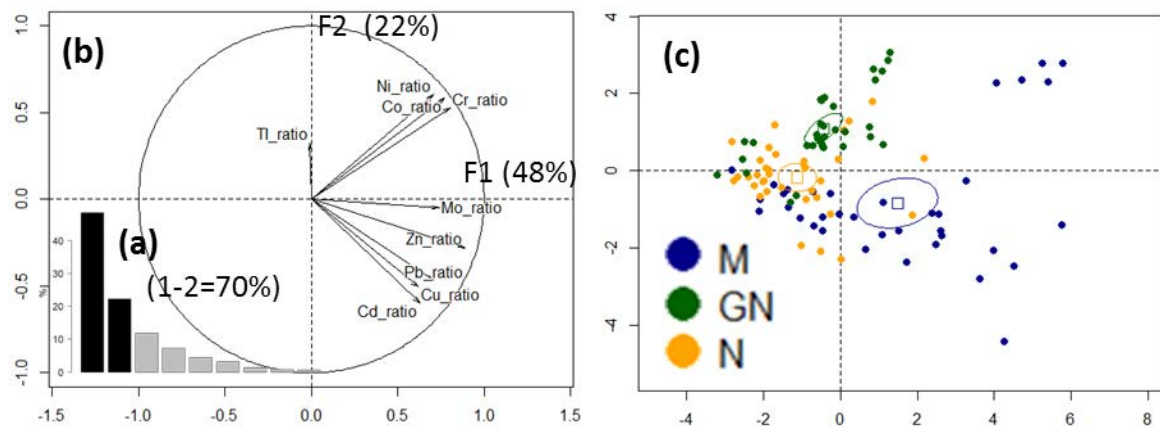 (b)
F2 (22%)
Ni_ratio
Co_ratio
Cr_ratio
Tl_ratio
F1 (48%)
Mo_ratio
Zn_ratio
Pb_ratio
Cu_ratio
Cd_ratio
(a)
(1-2=70%)
%
40
30
20
10
0
1.0
0.5
0.0
-0.5
-1.0
-1.5 -1.0 -0.5 0.0 0.5 1.0 1.5
(c)
M
GN
N
4
2
0
-2
-4
-4 -2 0 2 4 6 8